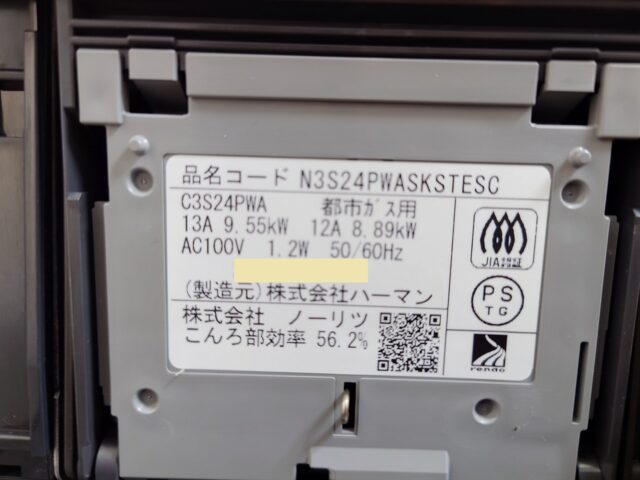 品名コード N3S24PWASKSTESC
C3S24PWA 都市ガス用
13A 9.55kW 12A 8.89kW
AC100V 1.2W 50/60Hz
(製造元)株式会社ハーマン
株式会社 ノーリツ
こんろ部効率 56.2%
JIA
PS
TG
rendo